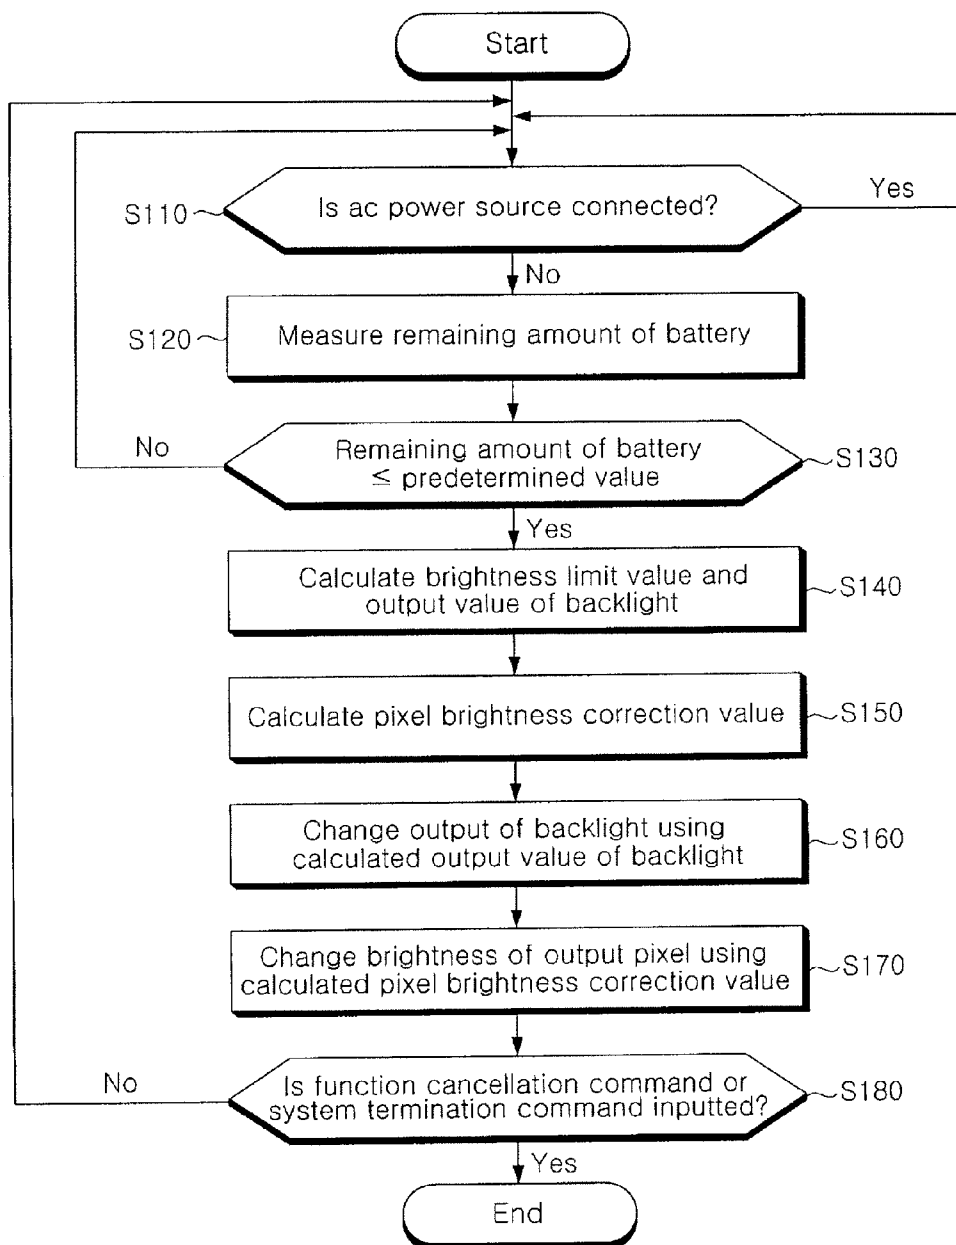 Start
Is ac power source connected?
S110
Yes
No
Measure remaining amount of battery
S120
Remaining amount of battery
≤ predetermined value
S130
No
Yes
Calculate brightness limit value and
output value of backlight
S140
Calculate pixel brightness correction value
S150
Change output of backlight using
calculated output value of backlight
S160
Change brightness of output pixel using
calculated pixel brightness correction value
S170
Is function cancellation command or
system termination command inputted?
S180
No
Yes
End